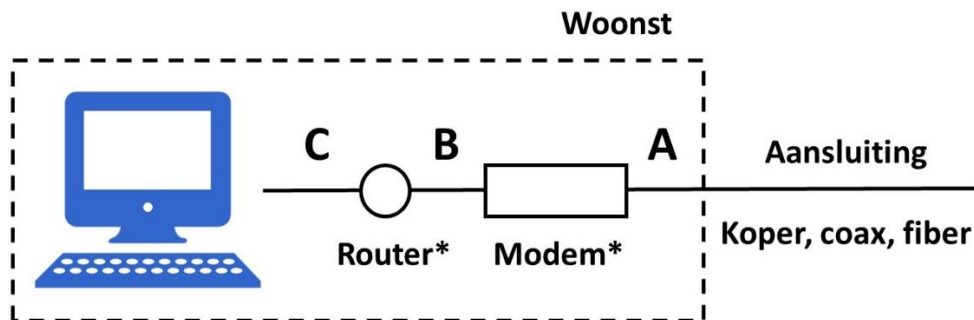 Woonst
C B A
Aansluiting
Router* Modem*
Koper, coax, fiber